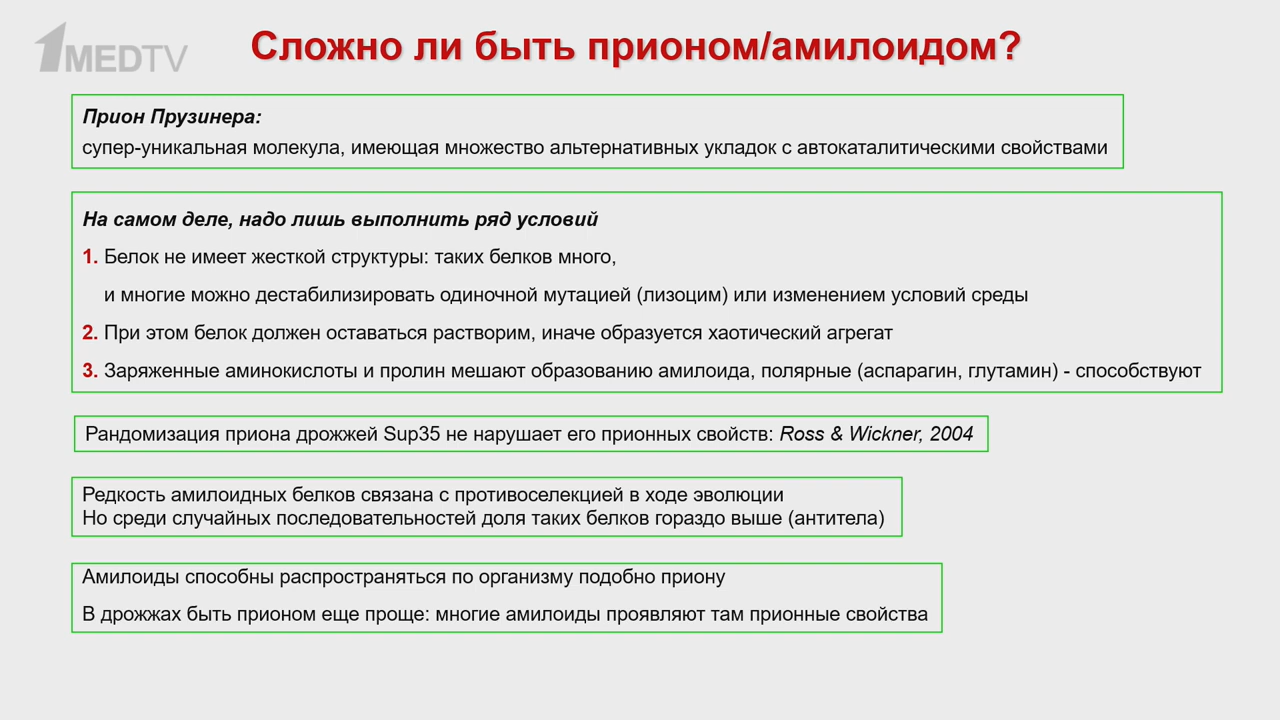 1MEDTV
Сложно ли быть прионом/амилоидом?
Прион Прузинера:
супер-уникальная молекула, имеющая множество альтернативных укладок с автокаталитическими свойствами
На самом деле, надо лишь выполнить ряд условий
1. Белок не имеет жесткой структуры: таких белков много,
и многие можно дестабилизировать одиночной мутацией (лизоцим) или изменением условий среды
2. При этом белок должен оставаться растворим, иначе образуется хаотический агрегат
3. Заряженные аминокислоты и пролин мешают образованию амилоида, полярные (аспарагин, глутамин) - способствуют
Рандомизация приона дрожжей Sup35 не нарушает его прионных свойств: Ross & Wickner, 2004
Редкость амилоидных белков связана с противоселекцией в ходе эволюции
Но среди случайных последовательностей доля таких белков гораздо выше (антитела)
Амилоиды способны распространяться по организму подобно приону
В дрожжах быть прионом еще проще: многие амилоиды проявляют там прионные свойства